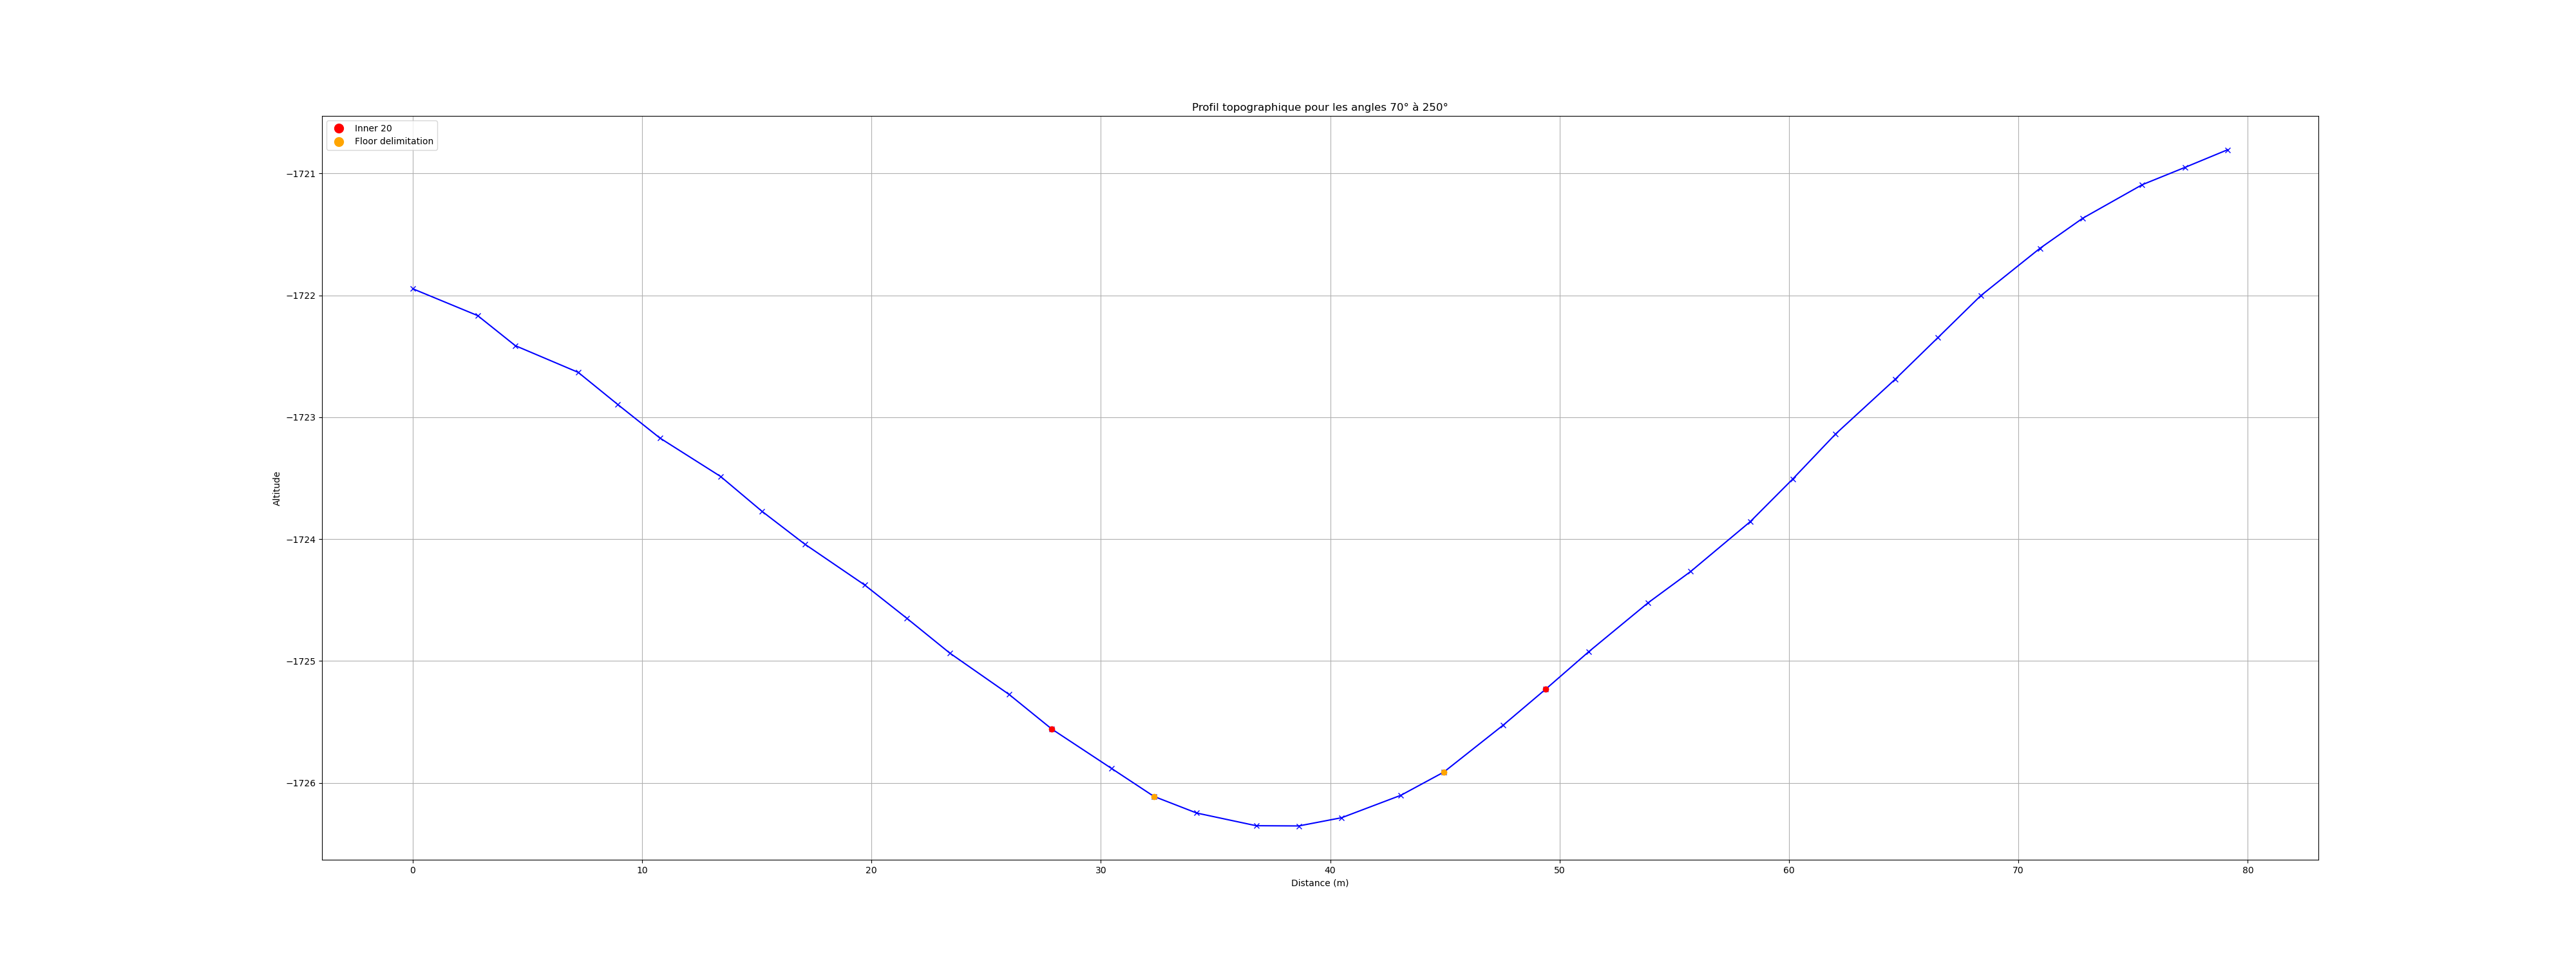 Profil topographique pour les angles 70° à 250°
Inner 20
Floor delimitation
−1721
−1722
−1723
−1724
−1725
−1726
Altitude
0 10 20 30 40 50 60 70 80
Distance (m)